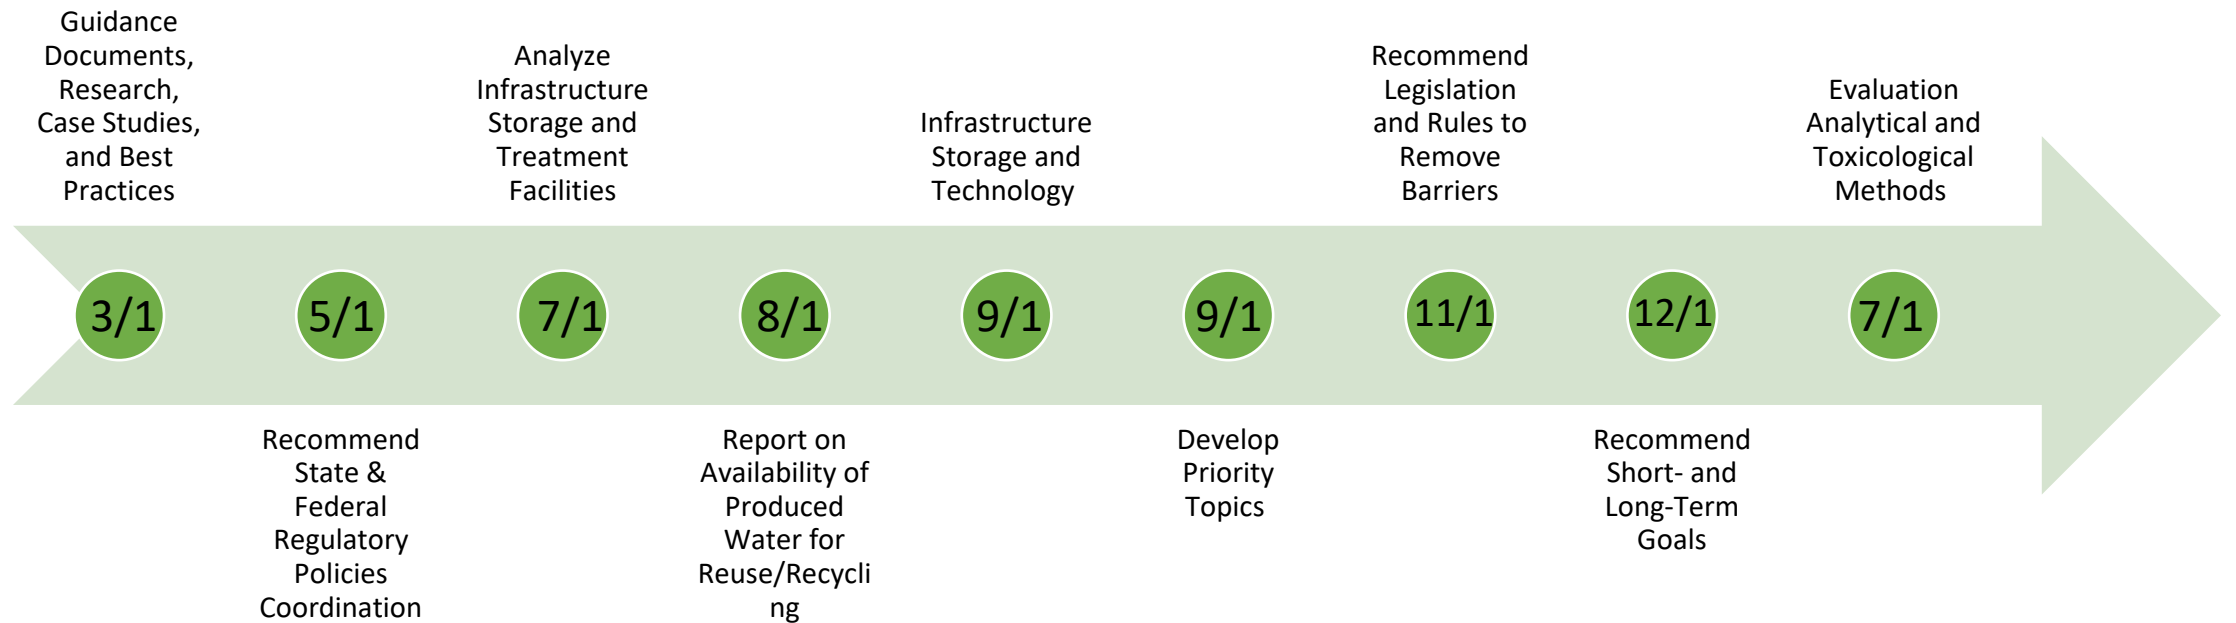 Guidance
Documents,
Research,
Case Studies,
and Best
Practices
3/1
5/1
Recommend
State &
Federal
Regulatory
Policies
Coordination
Analyze
Infrastructure
Storage and
Treatment
Facilities
7/1
8/1
Report on
Availability of
Produced
Water for
Reuse/Recycli
ng
Infrastructure
Storage and
Technology
9/1
9/1
Develop
Priority
Topics
Recommend
Legislation
and Rules to
Remove
Barriers
11/1
12/1
Recommend
Short- and
Long-Term
Goals
Evaluation
Analytical and
Toxicological
Methods
7/1